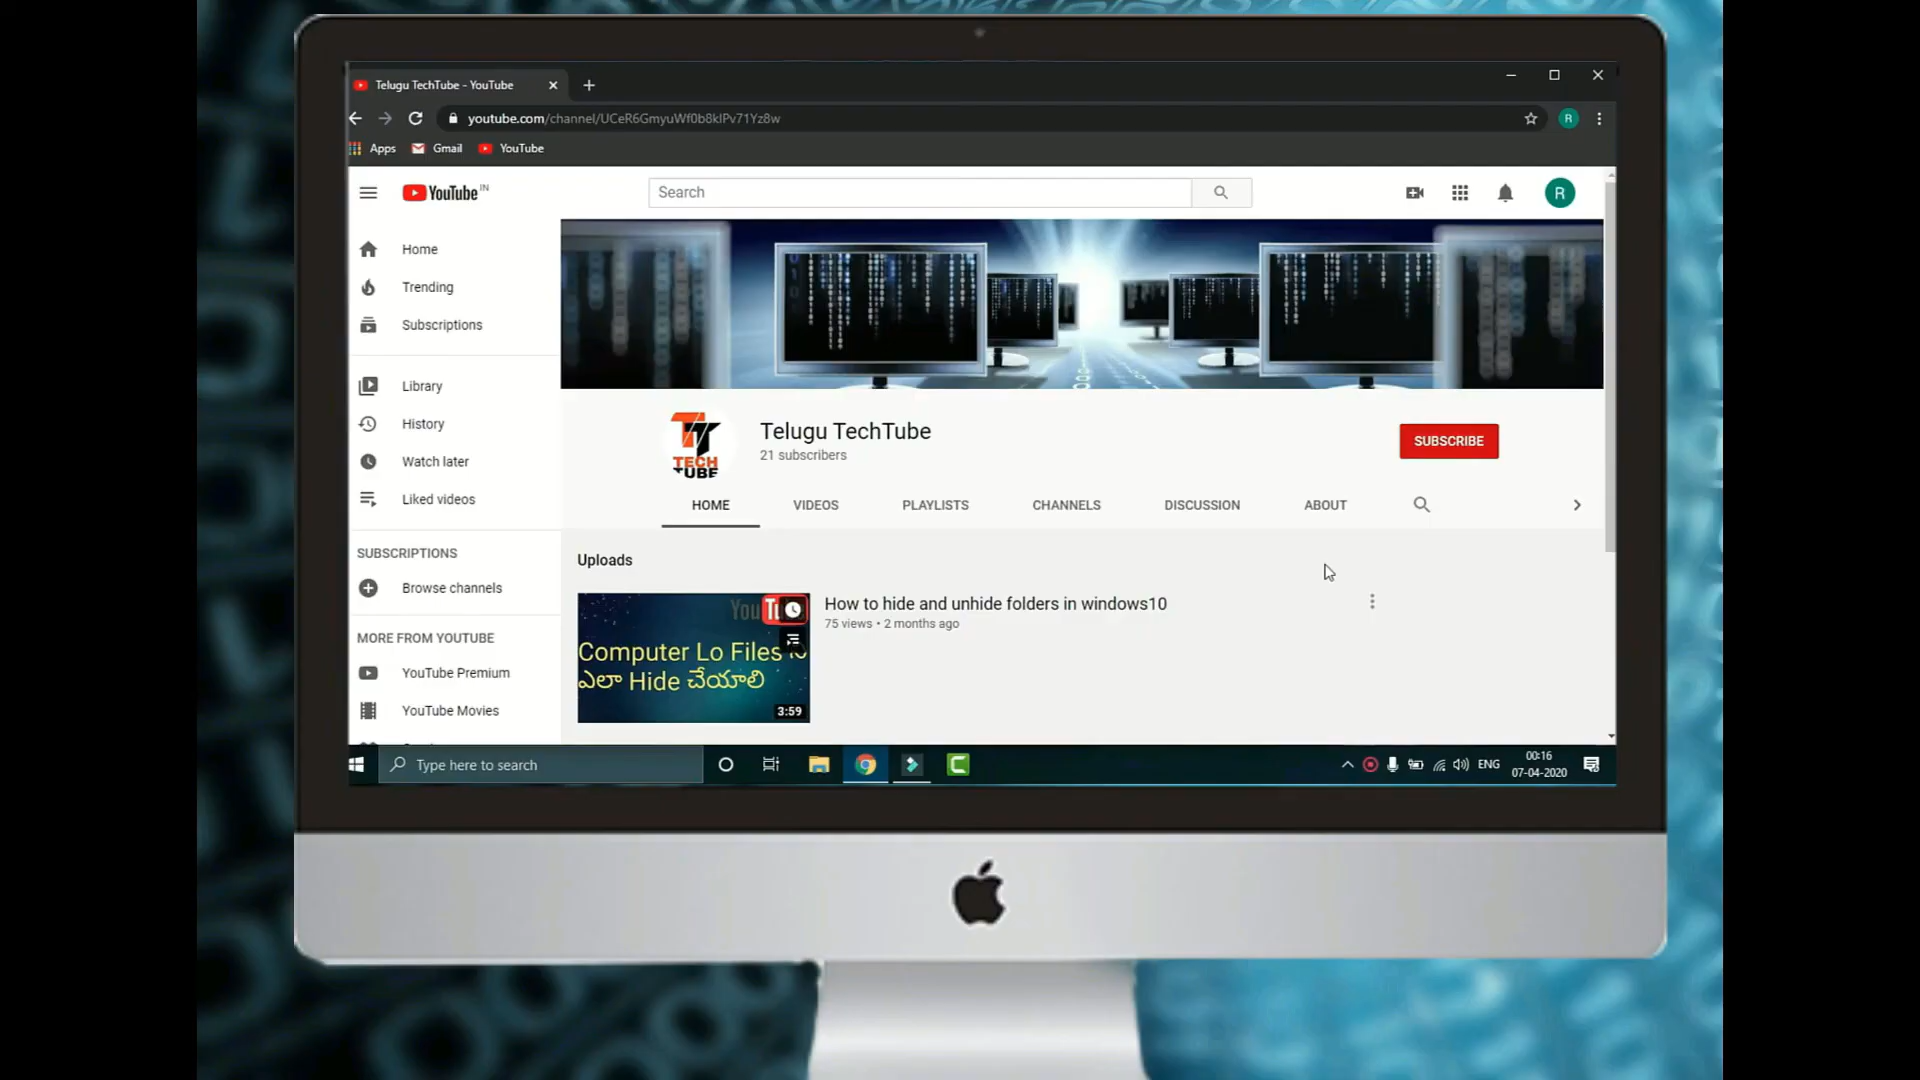 Telugu TechTube - YouTube
youtube.com/channel/UCeR6GmyuWf0b8klPv71Yz8w
R
Apps
Gmail
YouTube
YouTube IN
Search
R
Home
Trending
Subscriptions
Library
History
Watch later
Liked videos
SUBSCRIPTIONS
Browse channels
MORE FROM YOUTUBE
YouTube Premium
YouTube Movies
TECH
TUBE
Telugu TechTube
21 subscribers
SUBSCRIBE
HOME
VIDEOS
PLAYLISTS
CHANNELS
DISCUSSION
ABOUT
Uploads
Computer Lo Files
ఎలా Hide చేయాలి
3:59
How to hide and unhide folders in windows10
75 views • 2 months ago
Type here to search
ENG
00:16
07-04-2020